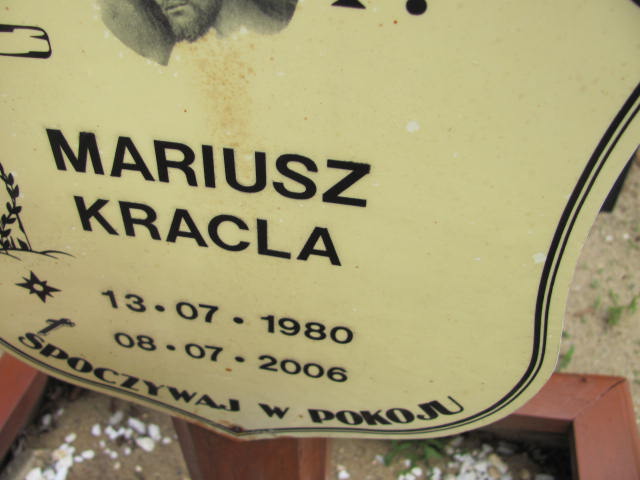 MARIUSZ
KRACLA
13 • 07 • 1980
08 • 07 • 2006
SPOCZYWAJ W POKOJU